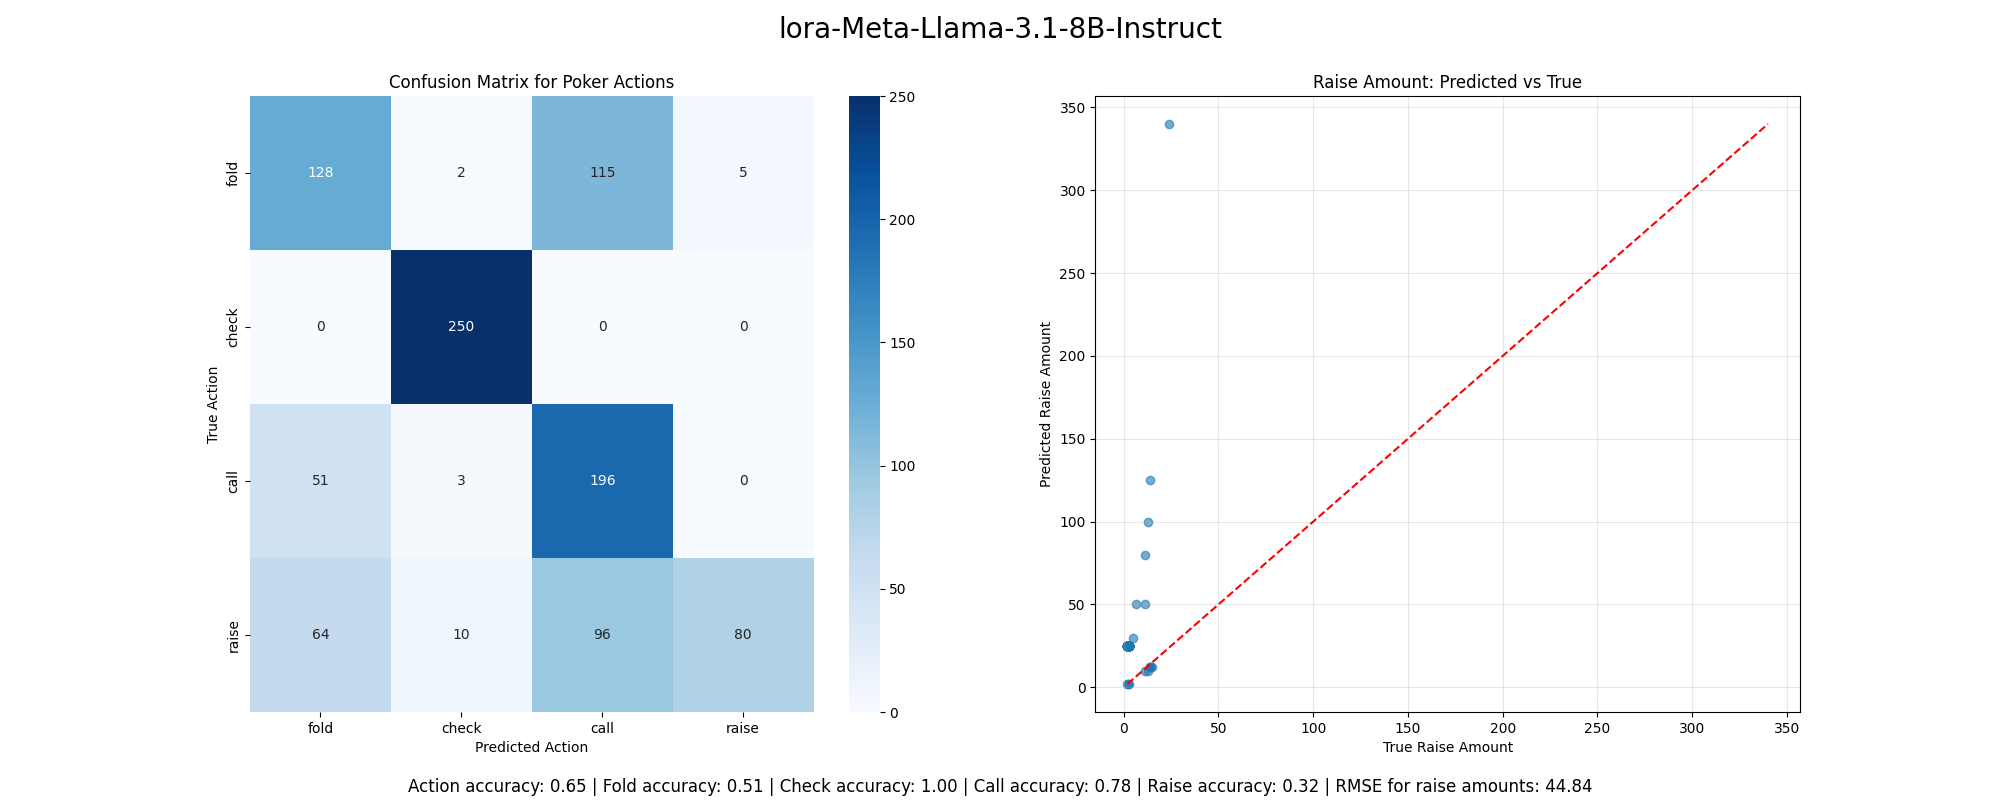 lora-Meta-Llama-3.1-8B-Instruct
Confusion Matrix for Poker Actions
fold
128
2
115
5
check
0
250
0
0
call
51
3
196
0
raise
64
10
96
80
fold
check
call
raise
Predicted Action
True Action
250
200
150
100
50
0
Raise Amount: Predicted vs True
350
300
250
200
150
100
50
0
Predicted Raise Amount
0
50
100
150
200
250
300
350
True Raise Amount
Action accuracy: 0.65 | Fold accuracy: 0.51 | Check accuracy: 1.00 | Call accuracy: 0.78 | Raise accuracy: 0.32 | RMSE for raise amounts: 44.84